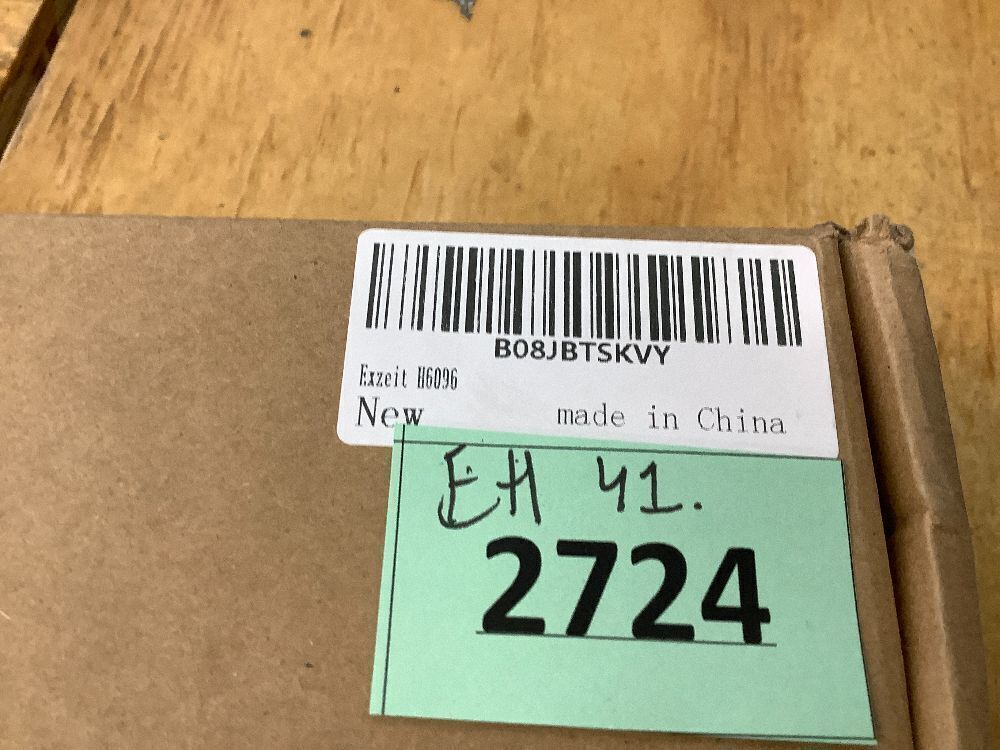 B08JBTSKVY
Exzeit H6096
New made in China
EH 41.
2724